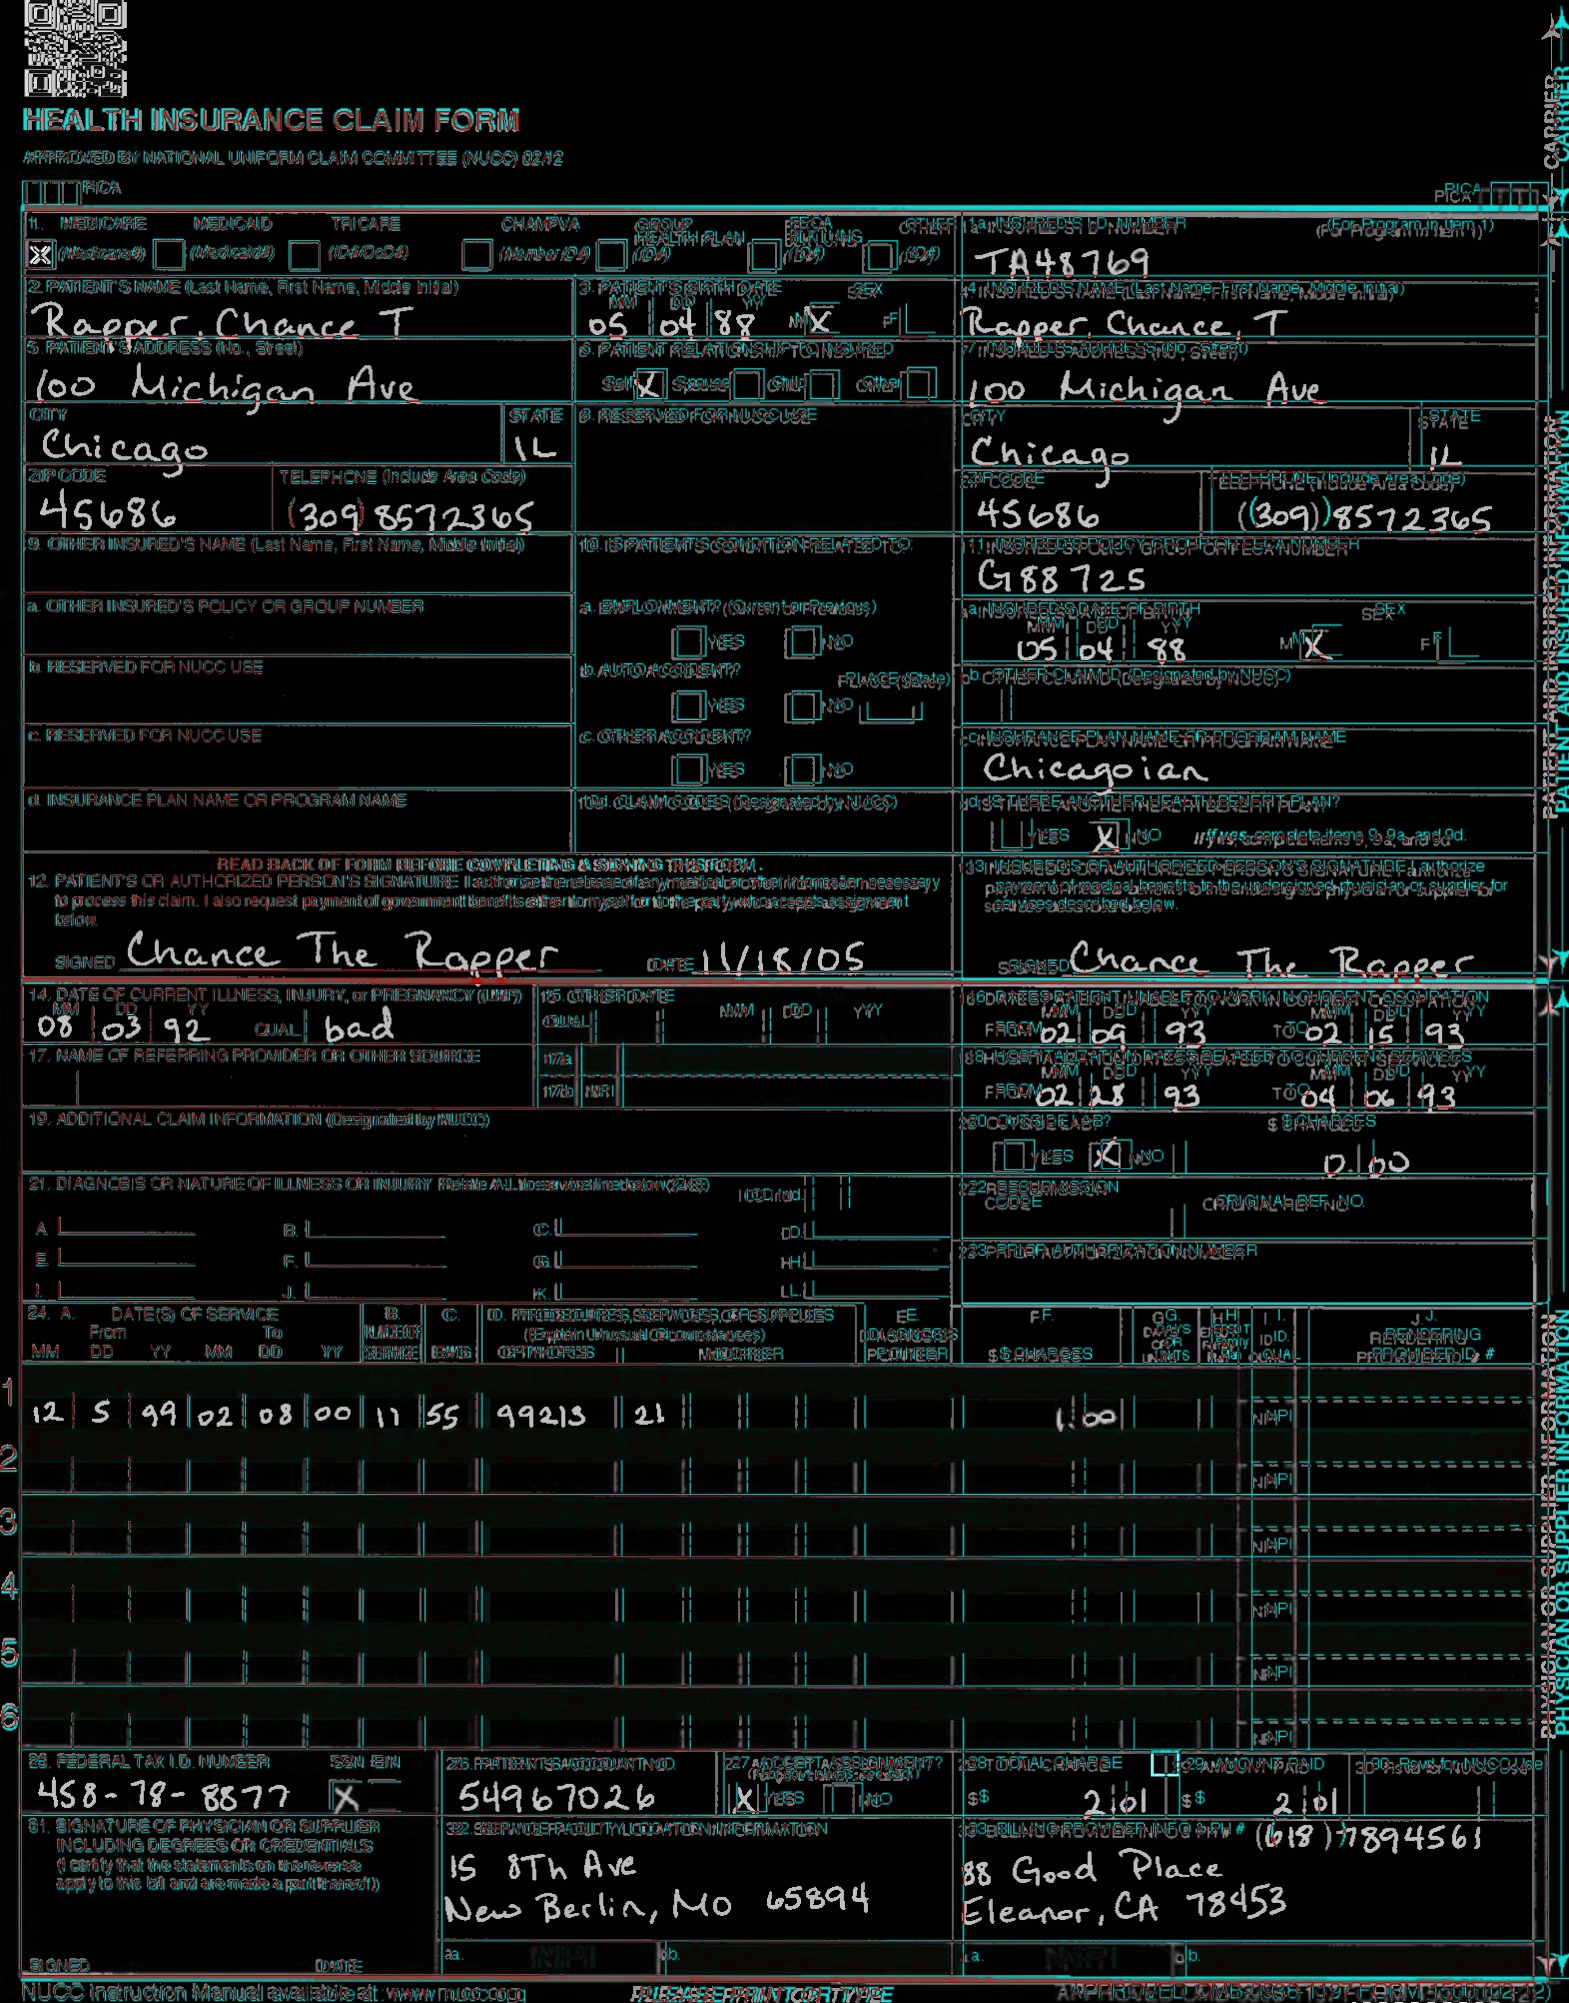 HEALTH INSURANCE CLAIM FORM
APPROVED BY NATIONAL UNIFORM CLAIM COMMITTEE (NUCC) 02/12
PICA
PICA
CARRIER
1. MEDICARE MEDICAID TRICARE CHAMPVA GROUP HEALTH PLAN FECA BLK LUNG OTHER
(Medicare#) (Medicaid#) (ID#/DoD#) (Member ID#) (ID#) (ID#) (ID#)
1a. INSURED'S I.D. NUMBER (For Program in Item 1)
TA48769
2. PATIENT'S NAME (Last Name, First Name, Middle Initial)
Rapper, Chance T
3. PATIENT'S BIRTH DATE SEX
MM DD YY
05 04 88 M X F
4. INSURED'S NAME (Last Name, First Name, Middle Initial)
Rapper, Chance, T
5. PATIENT'S ADDRESS (No., Street)
100 Michigan Ave
6. PATIENT RELATIONSHIP TO INSURED
Self X Spouse Child Other
7. INSURED'S ADDRESS (No., Street)
100 Michigan Ave
CITY STATE
Chicago IL
8. RESERVED FOR NUCC USE
CITY STATE
Chicago IL
ZIP CODE TELEPHONE (Include Area Code)
45686 (309) 8572365
ZIP CODE TELEPHONE (Include Area Code)
45686 (309) 8572365
9. OTHER INSURED'S NAME (Last Name, First Name, Middle Initial)
10. IS PATIENT'S CONDITION RELATED TO:
11. INSURED'S POLICY GROUP OR FECA NUMBER
G88725
a. OTHER INSURED'S POLICY OR GROUP NUMBER
a. EMPLOYMENT? (Current or Previous)
YES NO
a. INSURED'S DATE OF BIRTH SEX
MM DD YY
05 04 88 M X F
b. RESERVED FOR NUCC USE
b. AUTO ACCIDENT? PLACE (State)
YES NO
b. OTHER CLAIM ID (Designated by NUCC)
c. RESERVED FOR NUCC USE
c. OTHER ACCIDENT?
YES NO
c. INSURANCE PLAN NAME OR PROGRAM NAME
Chicagoian
d. INSURANCE PLAN NAME OR PROGRAM NAME
10d. CLAIM CODES (Designated by NUCC)
d. IS THERE ANOTHER HEALTH BENEFIT PLAN?
YES X NO If yes, complete items 9, 9a, and 9d.
READ BACK OF FORM BEFORE COMPLETING & SIGNING THIS FORM.
12. PATIENT'S OR AUTHORIZED PERSON'S SIGNATURE I authorize the release of any medical or other information necessary
to process this claim. I also request payment of government benefits either to myself or to the party who accepts assignment
below.
SIGNED Chance The Rapper DATE 11/18/05
13. INSURED'S OR AUTHORIZED PERSON'S SIGNATURE I authorize
payment of medical benefits to the undersigned physician or supplier for
services described below.
SIGNED Chance The Rapper
PATIENT AND INSURED INFORMATION
14. DATE OF CURRENT ILLNESS, INJURY, or PREGNANCY (LMP)
MM DD YY
08 03 92 QUAL. bad
15. OTHER DATE
QUAL. MM DD YY
16. DATES PATIENT UNABLE TO WORK IN CURRENT OCCUPATION
MM DD YY MM DD YY
FROM 02 09 93 TO 02 15 93
17. NAME OF REFERRING PROVIDER OR OTHER SOURCE
17a.
17b. NPI
18. HOSPITALIZATION DATES RELATED TO CURRENT SERVICES
MM DD YY MM DD YY
FROM 02 28 93 TO 04 06 93
19. ADDITIONAL CLAIM INFORMATION (Designated by NUCC)
20. OUTSIDE LAB? $ CHARGES
YES X NO 0.00
21. DIAGNOSIS OR NATURE OF ILLNESS OR INJURY Relate A-L to service line below (24E) ICD Ind.
A. B. C. D.
E. F. G. H.
I. J. K. L.
22. RESUBMISSION
CODE ORIGINAL REF. NO.
23. PRIOR AUTHORIZATION NUMBER
24. A. DATE(S) OF SERVICE B. C. D. PROCEDURES, SERVICES, OR SUPPLIES E. F. G. H. I. J.
From To PLACE OF (Explain Unusual Circumstances) DIAGNOSIS DAYS OR EPSDT ID. RENDERING
MM DD YY MM DD YY SERVICE EMG CPT/HCPCS MODIFIER POINTER $ CHARGES UNITS QUAL. PROVIDER ID. #
1 12 5 99 02 08 00 11 55 99213 21 1.00 NPI
2 NPI
3 NPI
4 NPI
5 NPI
6 NPI
PHYSICIAN OR SUPPLIER INFORMATION
25. FEDERAL TAX I.D. NUMBER SSN EIN
458-78-8877 X
26. PATIENT'S ACCOUNT NO.
54967026
27. ACCEPT ASSIGNMENT?
X YES NO
28. TOTAL CHARGE
$ 2 01
29. AMOUNT PAID
$ 2 01
30. Rsvd for NUCC Use
31. SIGNATURE OF PHYSICIAN OR SUPPLIER
INCLUDING DEGREES OR CREDENTIALS
(I certify that the statements on the reverse
apply to this bill and are made a part thereof.)
SIGNED DATE
32. SERVICE FACILITY LOCATION INFORMATION
15 8Th Ave
New Berlin, MO 65894
a. NPI b.
33. BILLING PROVIDER INFO & PH # (618) 7894561
88 Good Place
Eleanor, CA 78453
a. NPI b.
NUCC Instruction Manual available at: www.nucc.org
PLEASE PRINT OR TYPE